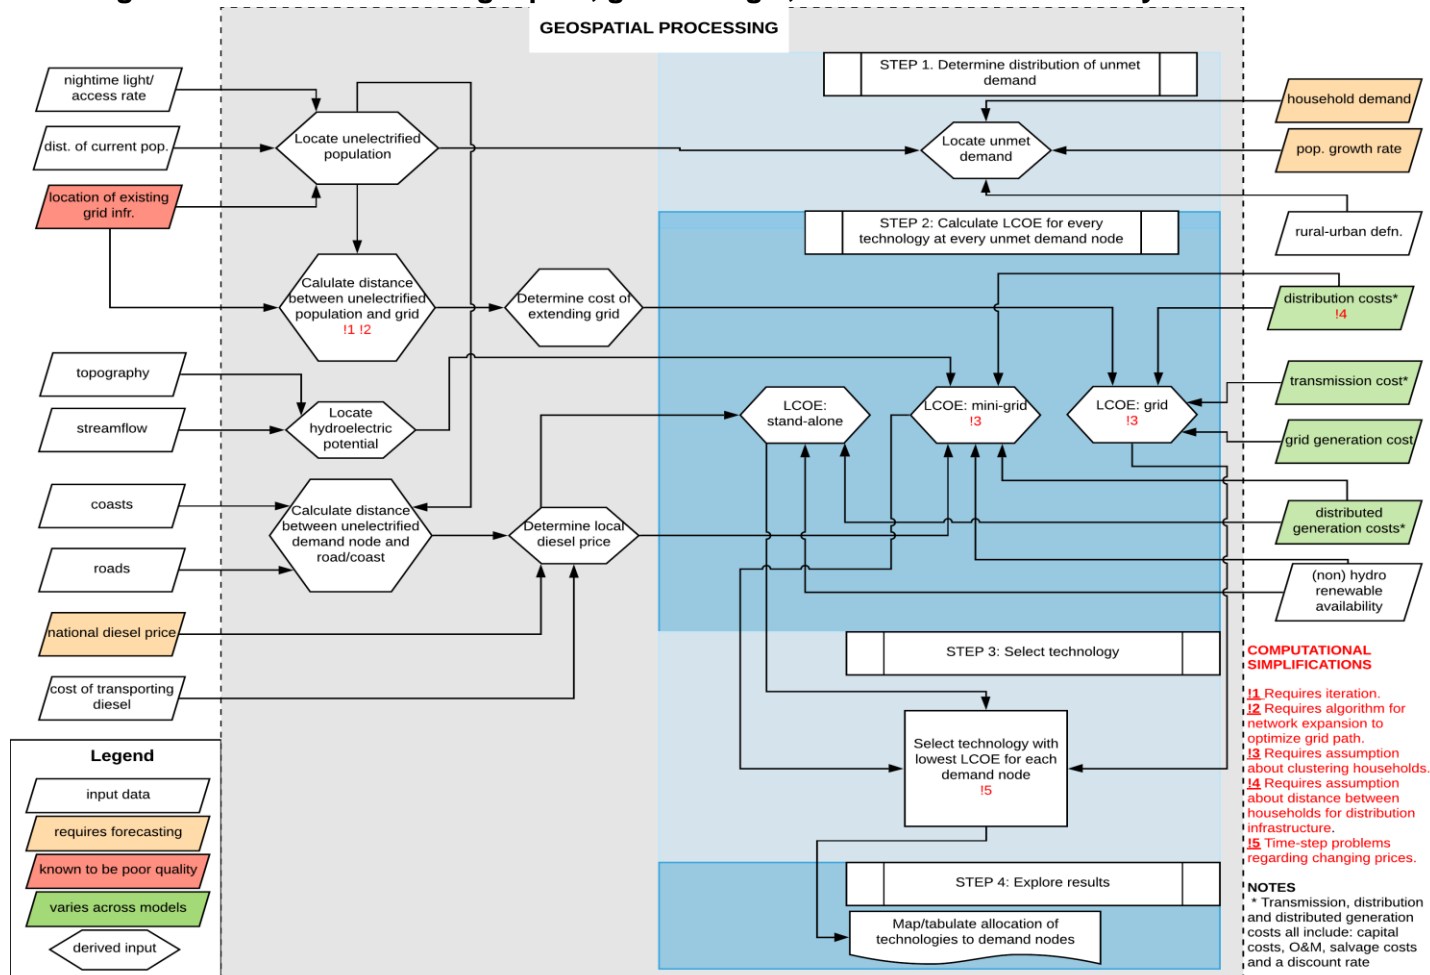 GEOSPATIAL PROCESSING
STEP 1. Determine distribution of unmet
demand
nightime light/
access rate
dist. of current pop.
location of existing
grid infr.
Locate unelectrified
population
Locate unmet
demand
household demand
pop. growth rate
rural-urban defn.
STEP 2: Calculate LCOE for every
technology at every unmet demand node
Calulate distance
between unelectrified
population and grid
!1 !2
Determine cost of
extending grid
distribution costs*
!4
topography
streamflow
Locate
hydroelectric
potential
LCOE:
stand-alone
LCOE: mini-grid
!3
LCOE: grid
!3
transmission cost*
grid generation cost
coasts
roads
Calculate distance
between unelectrified
demand node and
road/coast
Determine local
diesel price
distributed
generation costs*
(non) hydro
renewable
availability
national diesel price
cost of transporting
diesel
STEP 3: Select technology
Select technology with
lowest LCOE for each
demand node
!5
STEP 4: Explore results
Map/tabulate allocation of
technologies to demand nodes
Legend
input data
requires forecasting
known to be poor quality
varies across models
derived input
COMPUTATIONAL
SIMPLIFICATIONS
!1 Requires iteration.
!2 Requires algorithm for
network expansion to
optimize grid path.
!3 Requires assumption
about clustering households.
!4 Requires assumption
about distance between
households for distribution
infrastructure.
!5 Time-step problems
regarding changing prices.
NOTES
* Transmission, distribution
and distributed generation
costs all include: capital
costs, O&M, salvage costs
and a discount rate